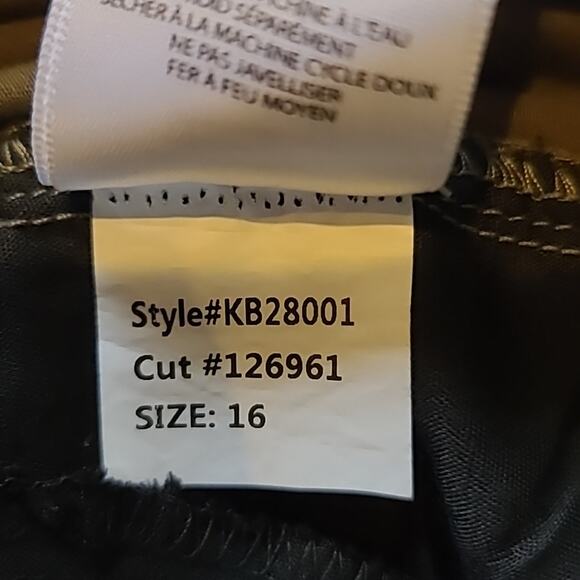 MACHINE À L'EAU
FROID SÉPARÉMENT
SÉCHER À LA MACHINE CYCLE DOUX
NE PAS JAVELLISER
FER À FEU MOYEN
Style#KB28001
Cut #126961
SIZE: 16